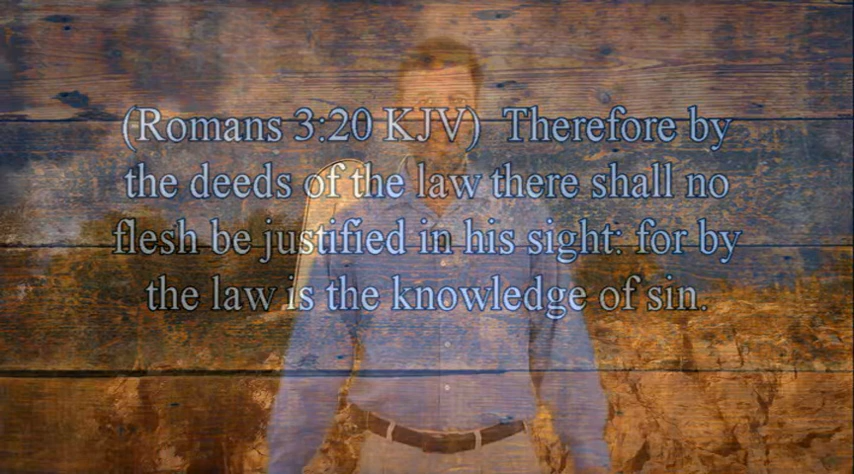 (Romans 3:20 KJV)  Therefore by
the deeds of the law there shall no
flesh be justified in his sight: for by
the law is the knowledge of sin.